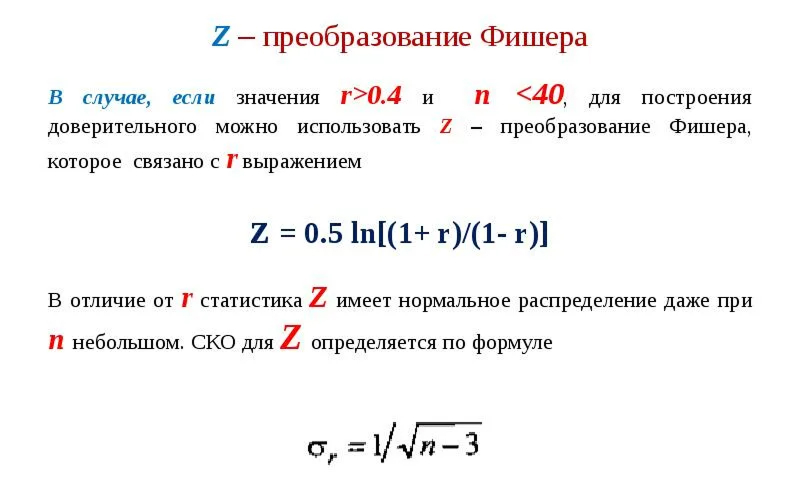 Z – преобразование Фишера
В случае, если значения r>0.4 и n <40, для построения
доверительного можно использовать Z – преобразование Фишера,
которое связано с r выражением
Z = 0.5 ln[(1+ r)/(1- r)]
В отличие от r статистика Z имеет нормальное распределение даже при
n небольшом. СКО для Z определяется по формуле
σr = 1/√n−3